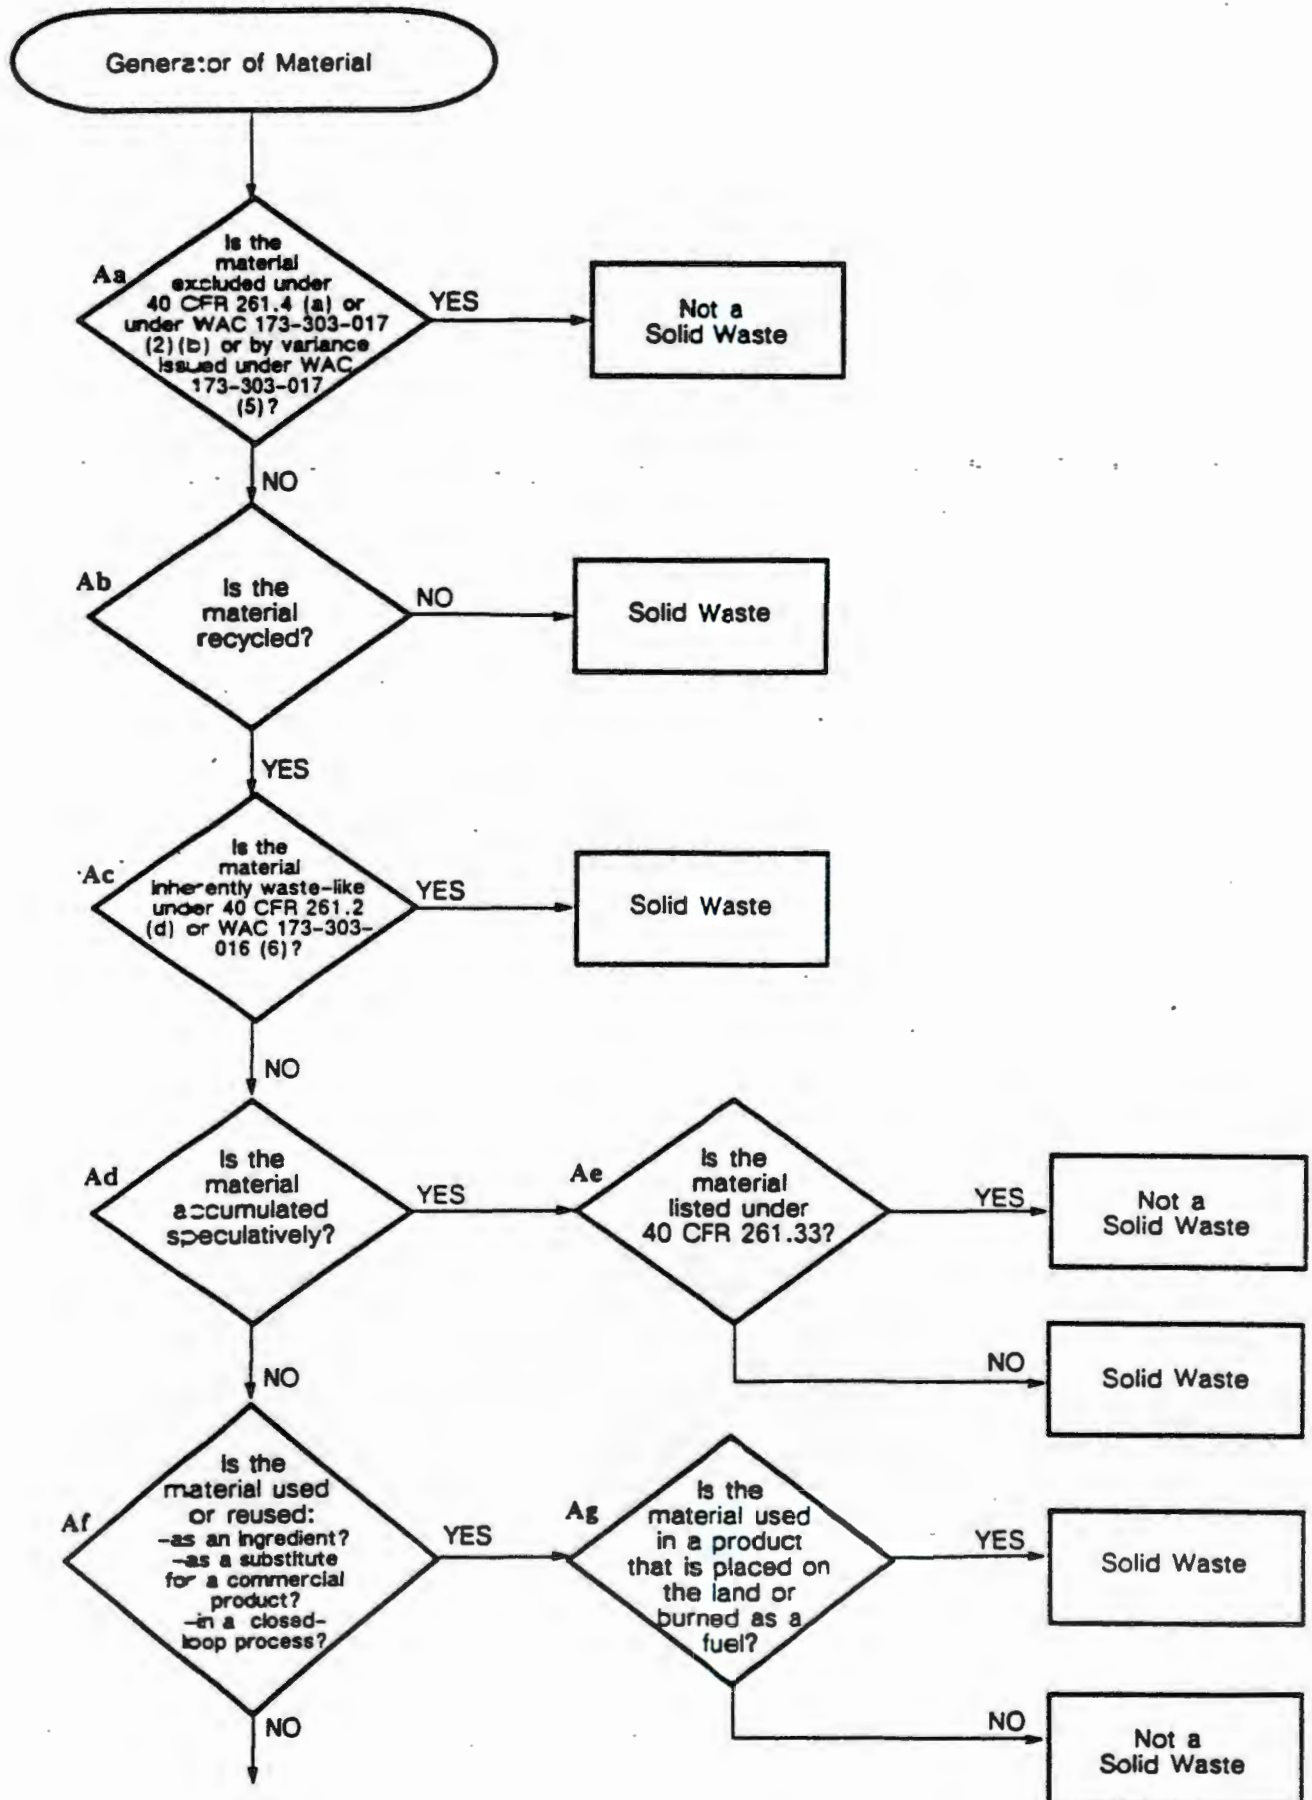 Generator of Material
Aa
Is the
material
excluded under
40 CFR 261.4 (a) or
under WAC 173-303-017
(2)(b) or by variance
issued under WAC
173-303-017
(5)?
YES
Not a
Solid Waste
NO
Ab
Is the
material
recycled?
NO
Solid Waste
YES
Ac
Is the
material
inherently waste-like
under 40 CFR 261.2
(d) or WAC 173-303-
016 (6)?
YES
Solid Waste
NO
Ad
Is the
material
accumulated
speculatively?
YES
Ae
Is the
material
listed under
40 CFR 261.33?
YES
Not a
Solid Waste
NO
Solid Waste
NO
Af
Is the
material used
or reused:
-as an ingredient?
-as a substitute
for a commercial
product?
-in a closed-
loop process?
YES
Ag
Is the
material used
in a product
that is placed on
the land or
burned as a
fuel?
YES
Solid Waste
NO
Not a
Solid Waste
NO